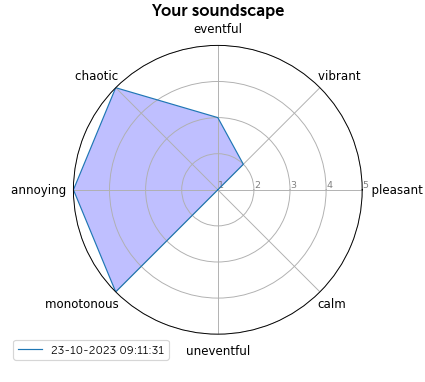 Your soundscape
eventful
chaotic
vibrant
annoying
1
2
3
4
5
pleasant
monotonous
calm
uneventful
23-10-2023 09:11:31